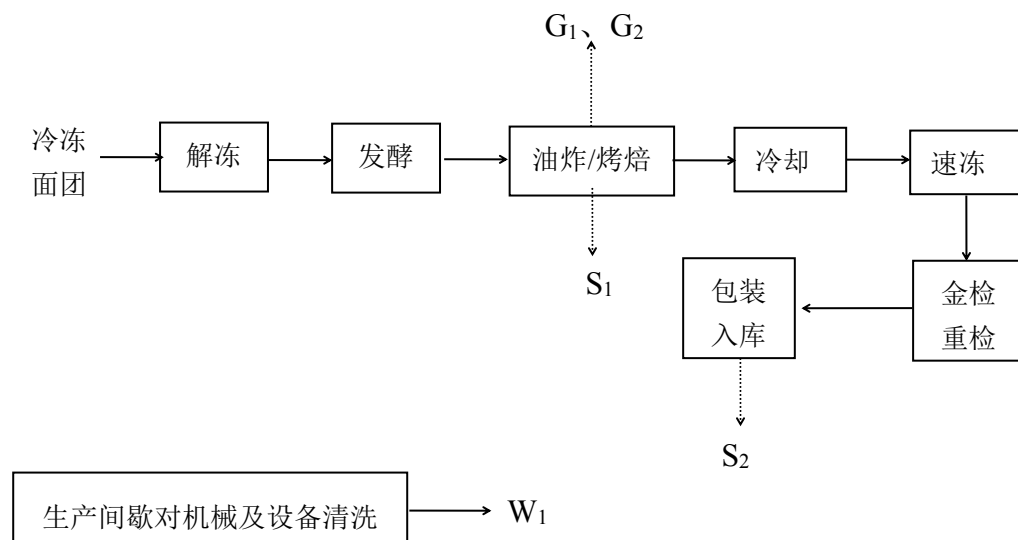 G₁、G₂
冷冻
面团
解冻
发酵
油炸/烤焙
冷却
速冻
S₁
包装
入库
金检
重检
S₂
生产间歇对机械及设备清洗
W₁